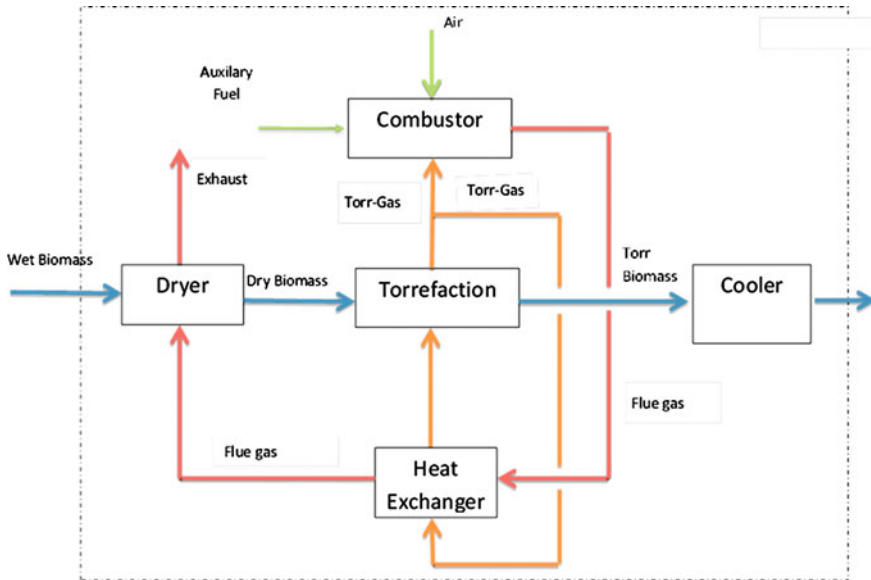 Air
Auxilary
Fuel
Combustor
Exhaust
Torr-Gas
Torr-Gas
Wet Biomass
Dryer
Dry Biomass
Torrefaction
Torr
Biomass
Cooler
Flue gas
Flue gas
Heat
Exchanger